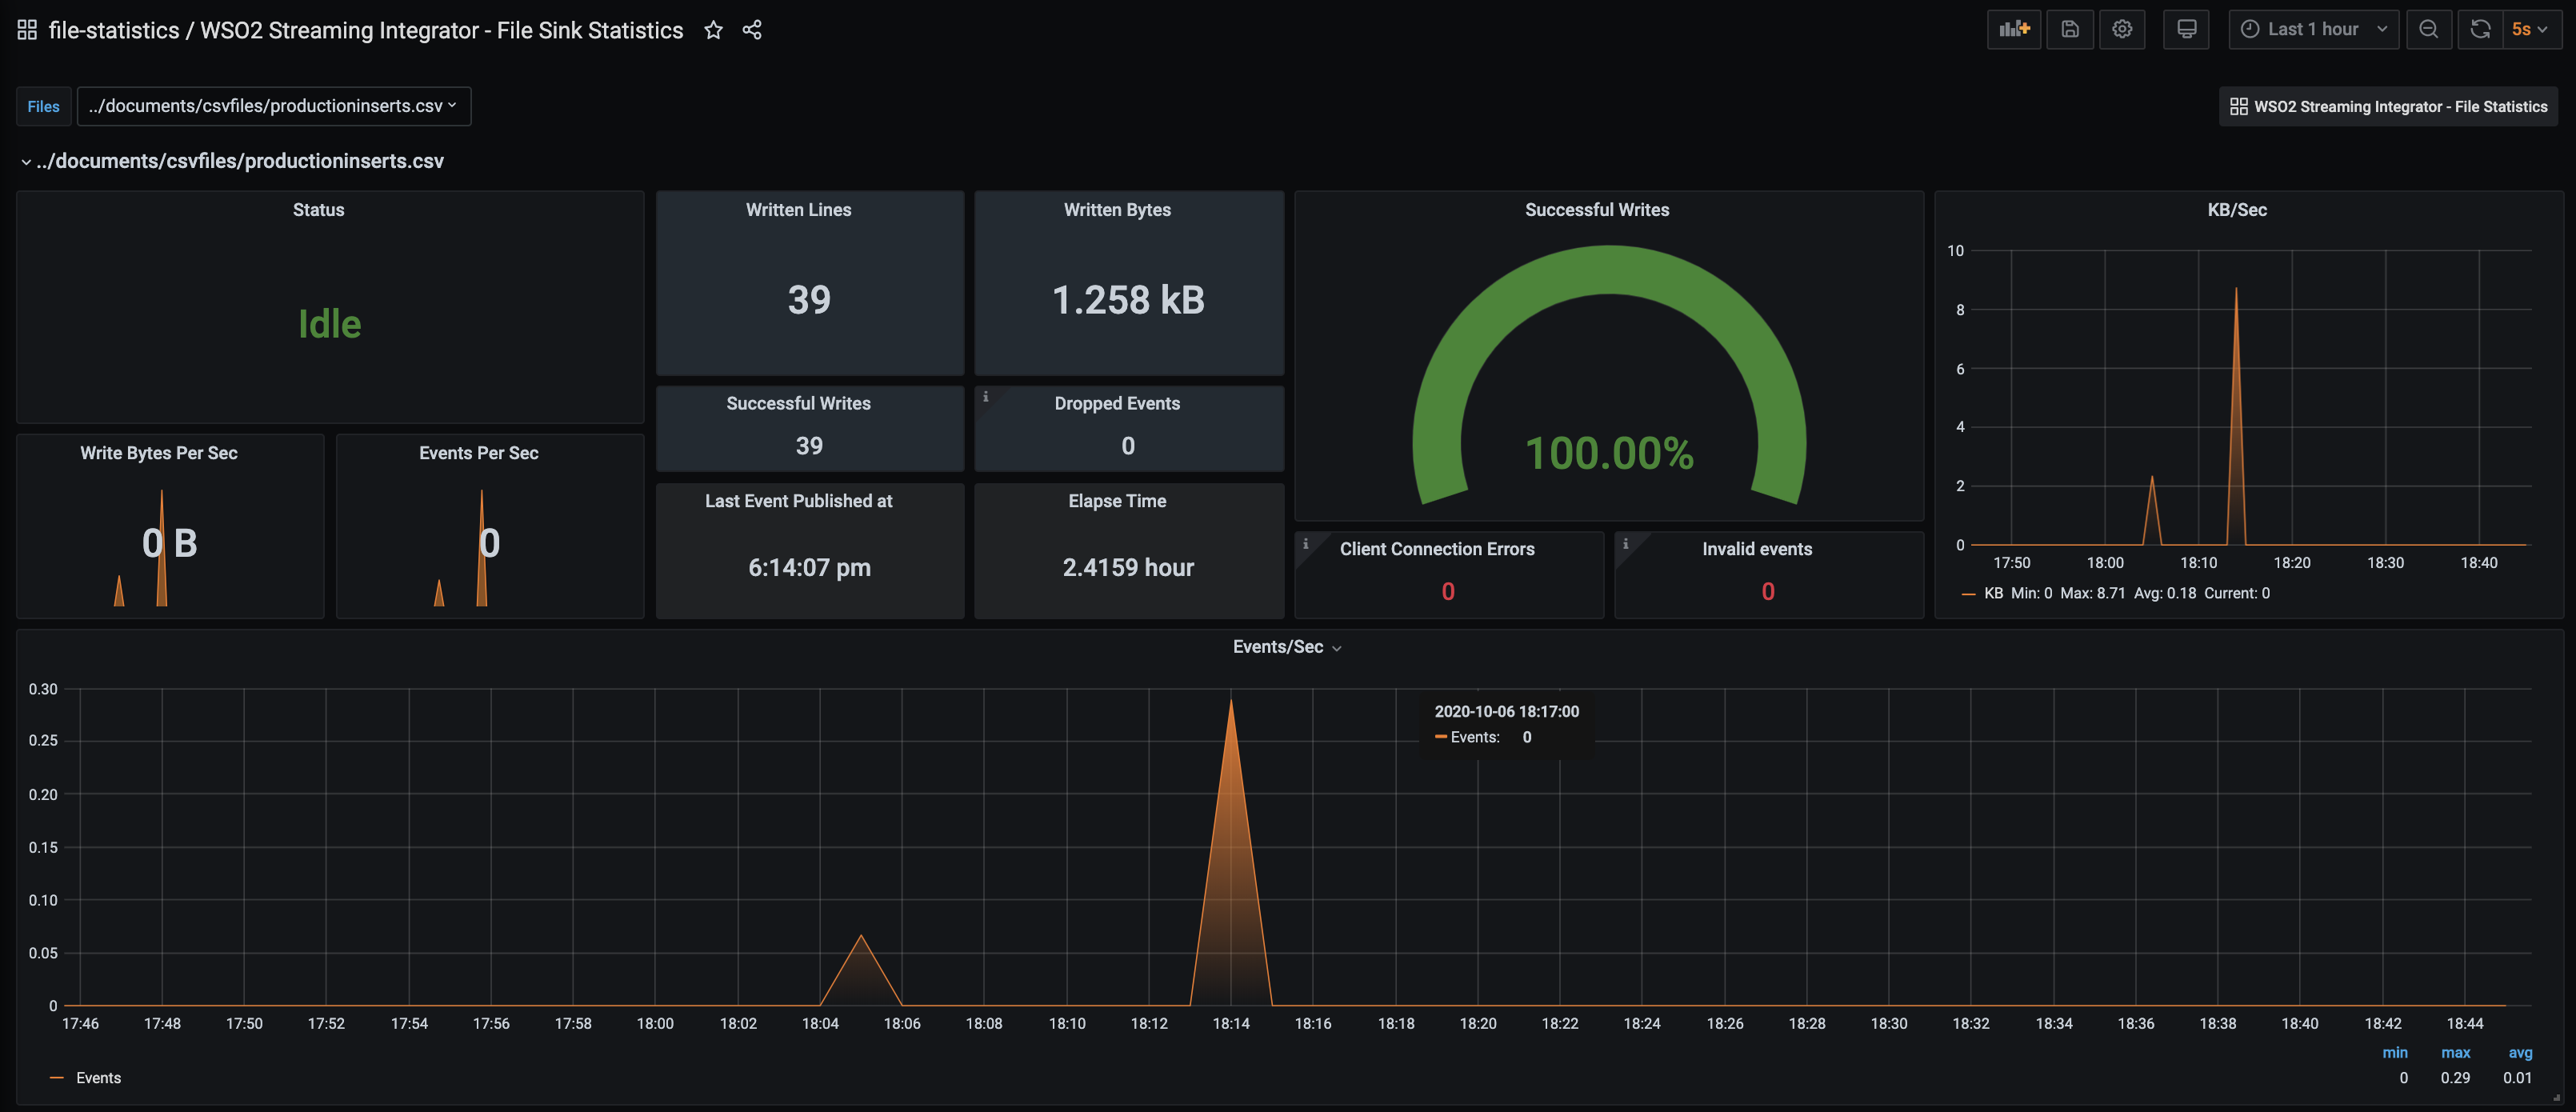 file-statistics / WSO2 Streaming Integrator - File Sink Statistics
Last 1 hour
5s
Files
../documents/csvfiles/productioninserts.csv
WSO2 Streaming Integrator - File Statistics
../documents/csvfiles/productioninserts.csv
Status
Idle
Written Lines
39
Written Bytes
1.258 kB
Successful Writes
39
Dropped Events
0
Write Bytes Per Sec
0 B
Events Per Sec
0
Last Event Published at
6:14:07 pm
Elapse Time
2.4159 hour
Successful Writes
100.00%
Client Connection Errors
0
Invalid events
0
KB/Sec
10
8
6
4
2
0
17:50 18:00 18:10 18:20 18:30 18:40
KB Min: 0 Max: 8.71 Avg: 0.18 Current: 0
Events/Sec
0.30
0.25
0.20
0.15
0.10
0.05
0
2020-10-06 18:17:00
Events: 0
17:46 17:48 17:50 17:52 17:54 17:56 17:58 18:00 18:02 18:04 18:06 18:08 18:10 18:12 18:14 18:16 18:18 18:20 18:22 18:24 18:26 18:28 18:30 18:32 18:34 18:36 18:38 18:40 18:42 18:44
min max avg
Events 0 0.29 0.01